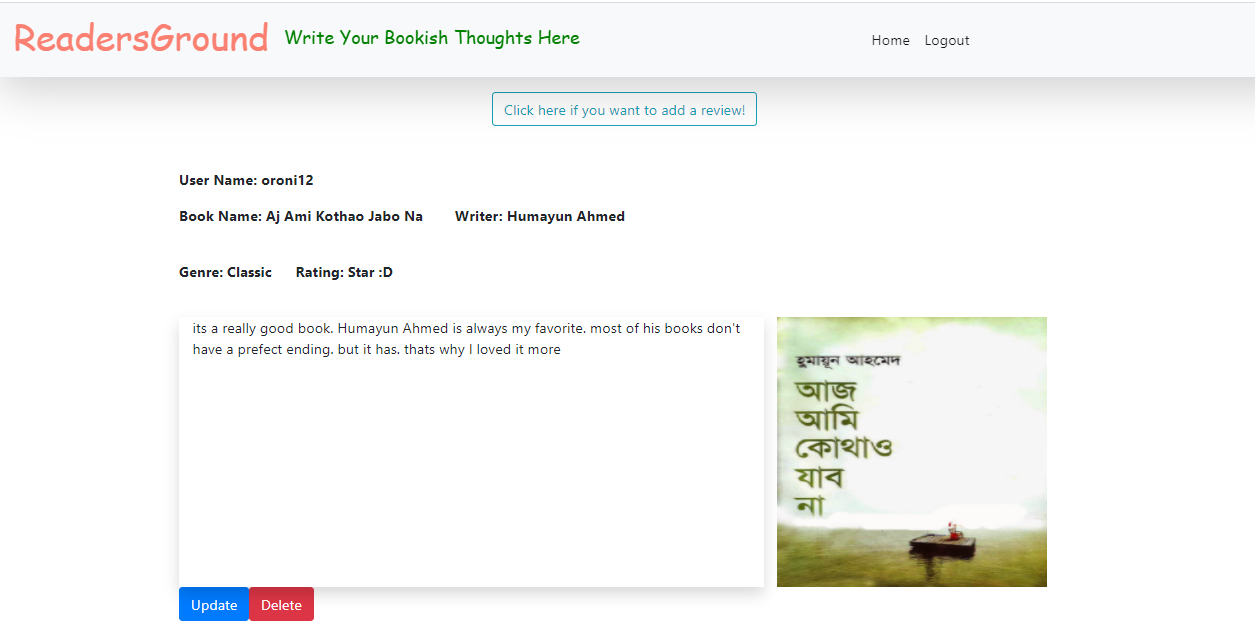 ReadersGround Write Your Bookish Thoughts Here Home Logout
Click here if you want to add a review!
User Name: oroni12
Book Name: Aj Ami Kothao Jabo Na Writer: Humayun Ahmed
Genre: Classic Rating: Star :D
its a really good book. Humayun Ahmed is always my favorite. most of his books don't
have a prefect ending. but it has. thats why I loved it more
হুমায়ূন আহমেদ
আজ
আমি
কোথাও
যাব
না
Update Delete